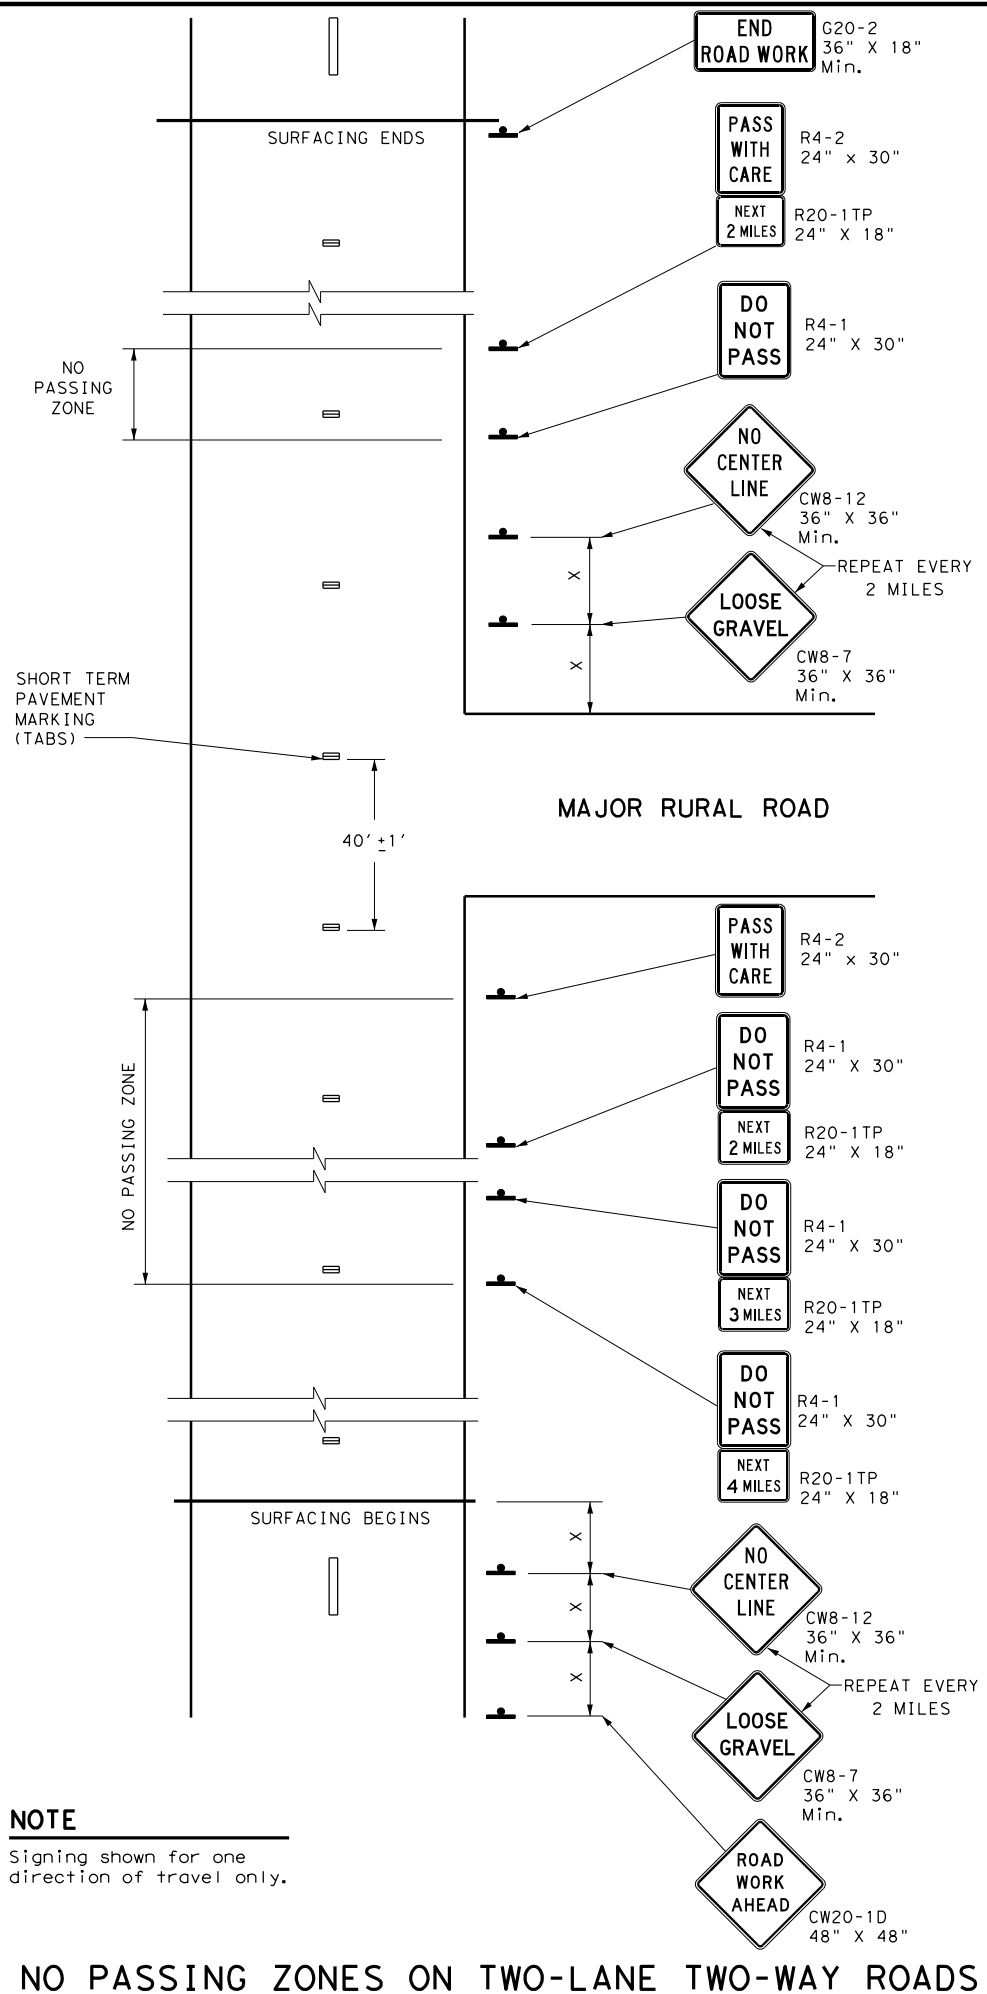 END
ROAD WORK
G20-2
36" X 18"
Min.
SURFACING ENDS
PASS
WITH
CARE
R4-2
24" x 30"
NEXT
2 MILES
R20-1TP
24" X 18"
DO
NOT
PASS
R4-1
24" X 30"
NO
PASSING
ZONE
NO
CENTER
LINE
CW8-12
36" X 36"
Min.
REPEAT EVERY
2 MILES
X
LOOSE
GRAVEL
CW8-7
36" X 36"
Min.
X
SHORT TERM
PAVEMENT
MARKING
(TABS)
MAJOR RURAL ROAD
40' ±1'
PASS
WITH
CARE
R4-2
24" x 30"
NO PASSING ZONE
DO
NOT
PASS
R4-1
24" X 30"
NEXT
2 MILES
R20-1TP
24" X 18"
DO
NOT
PASS
R4-1
24" X 30"
NEXT
3 MILES
R20-1TP
24" X 18"
DO
NOT
PASS
R4-1
24" X 30"
NEXT
4 MILES
R20-1TP
24" X 18"
SURFACING BEGINS
X
X
X
NO
CENTER
LINE
CW8-12
36" X 36"
Min.
REPEAT EVERY
2 MILES
LOOSE
GRAVEL
CW8-7
36" X 36"
Min.
ROAD
WORK
AHEAD
CW20-1D
48" X 48"
NOTE
Signing shown for one
direction of travel only.
NO PASSING ZONES ON TWO-LANE TWO-WAY ROADS